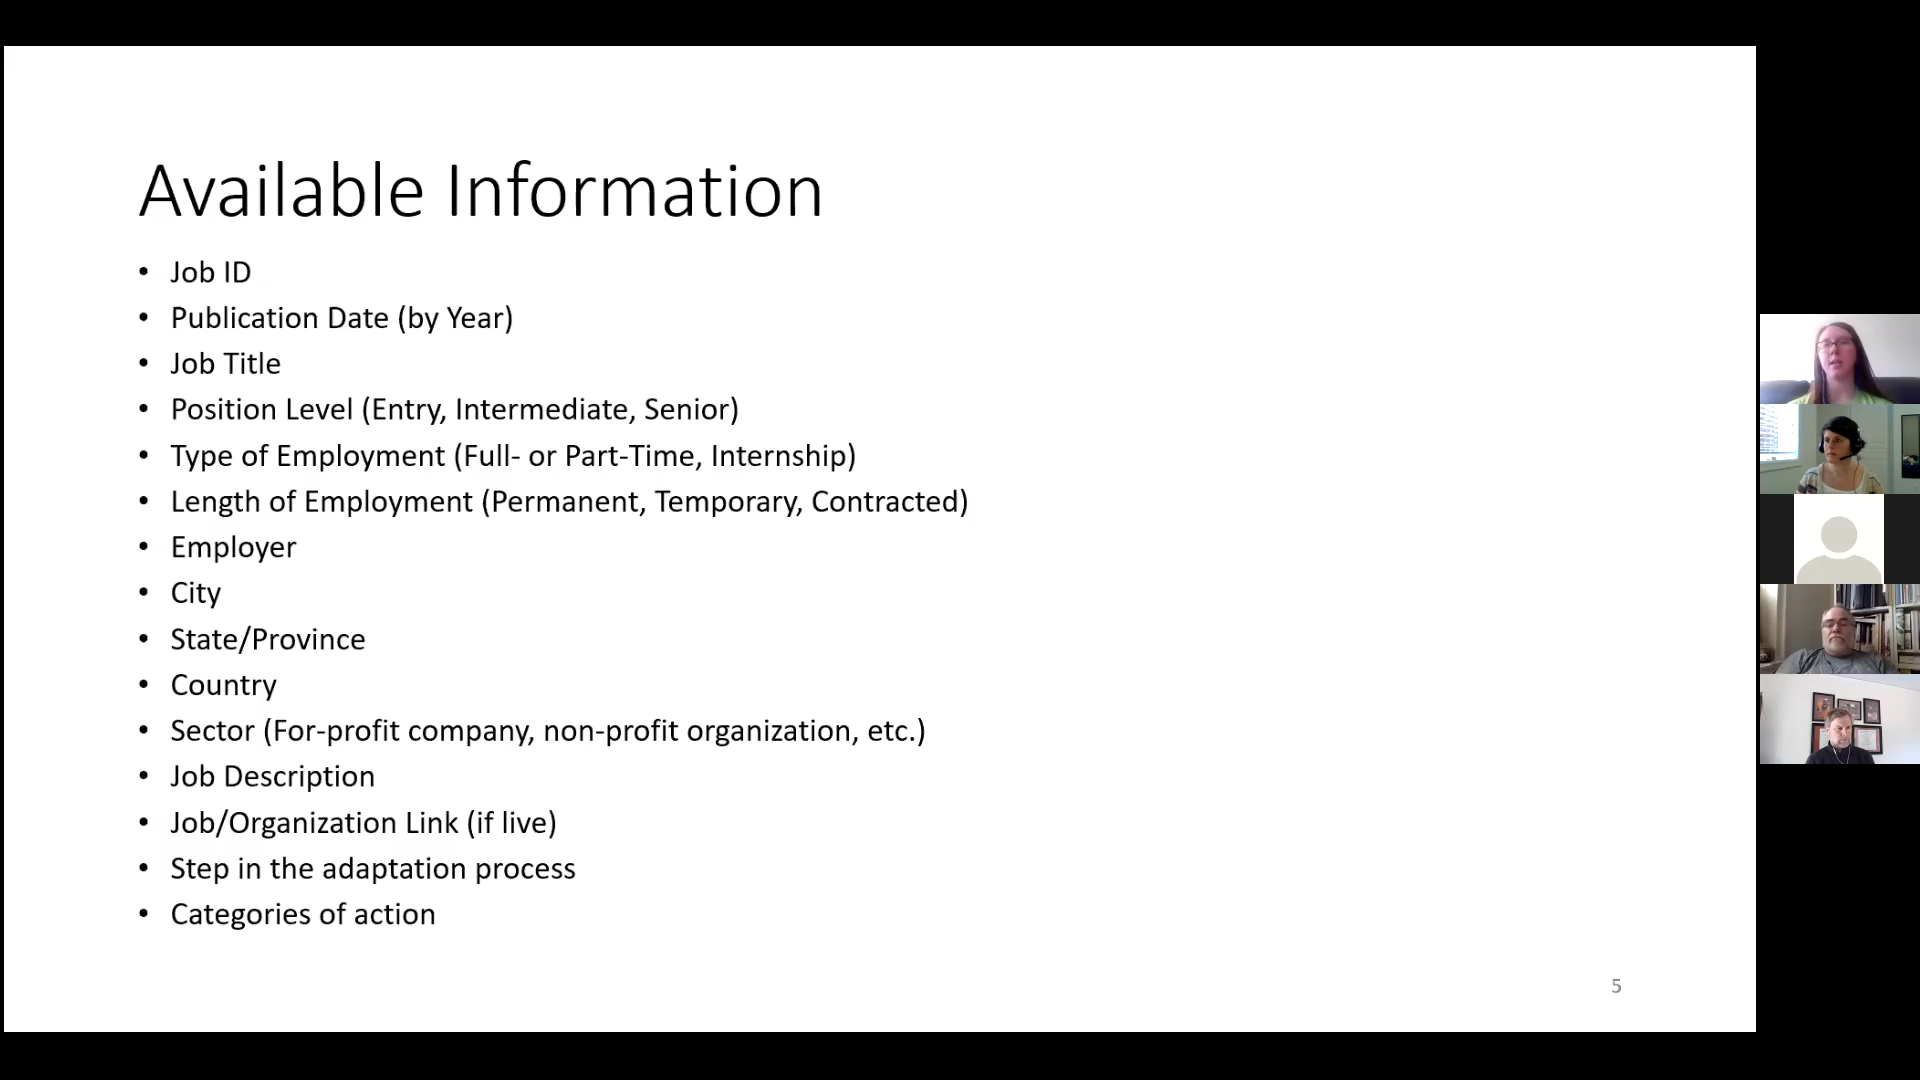 Available Information
• Job ID
• Publication Date (by Year)
• Job Title
• Position Level (Entry, Intermediate, Senior)
• Type of Employment (Full- or Part-Time, Internship)
• Length of Employment (Permanent, Temporary, Contracted)
• Employer
• City
• State/Province
• Country
• Sector (For-profit company, non-profit organization, etc.)
• Job Description
• Job/Organization Link (if live)
• Step in the adaptation process
• Categories of action
5